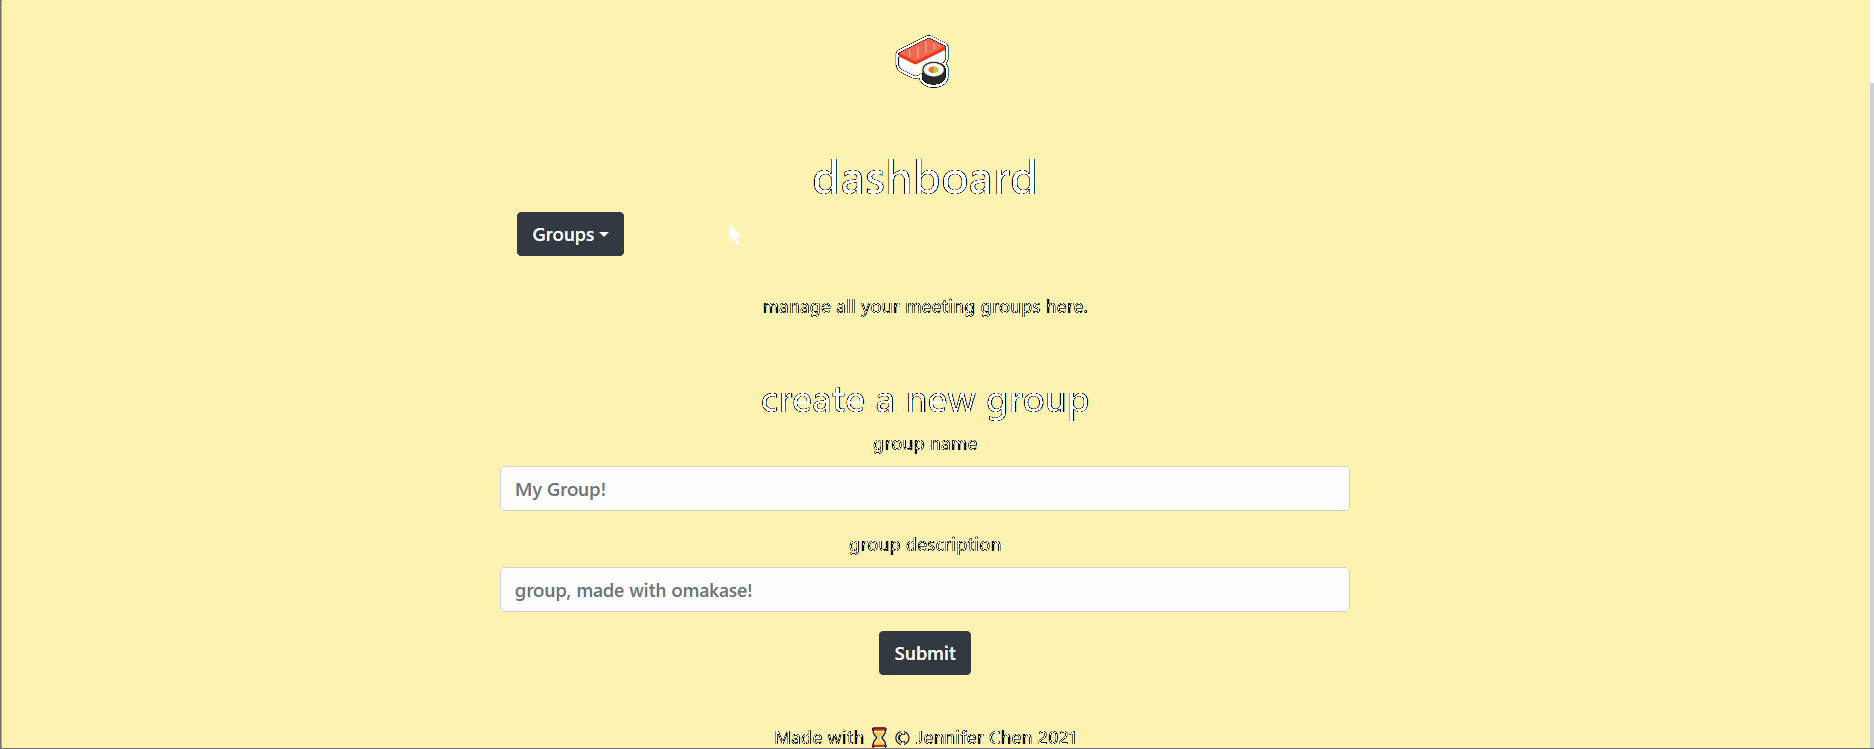 dashboard
Groups
manage all your meeting groups here.
create a new group
group name
My Group!
group description
group, made with omakase!
Submit
Made with ⏳ © Jennifer Chen 2021